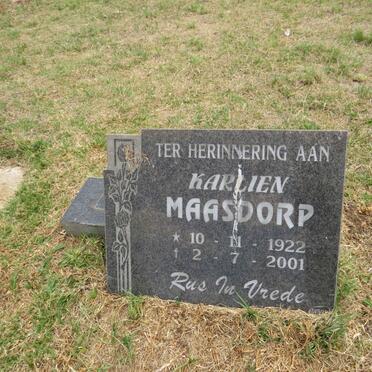 TER HERINNERING AAN
KARLIEN
MAASDORP
* 10 - 11 - 1922
† 2 - 7 - 2001
Rus In Vrede